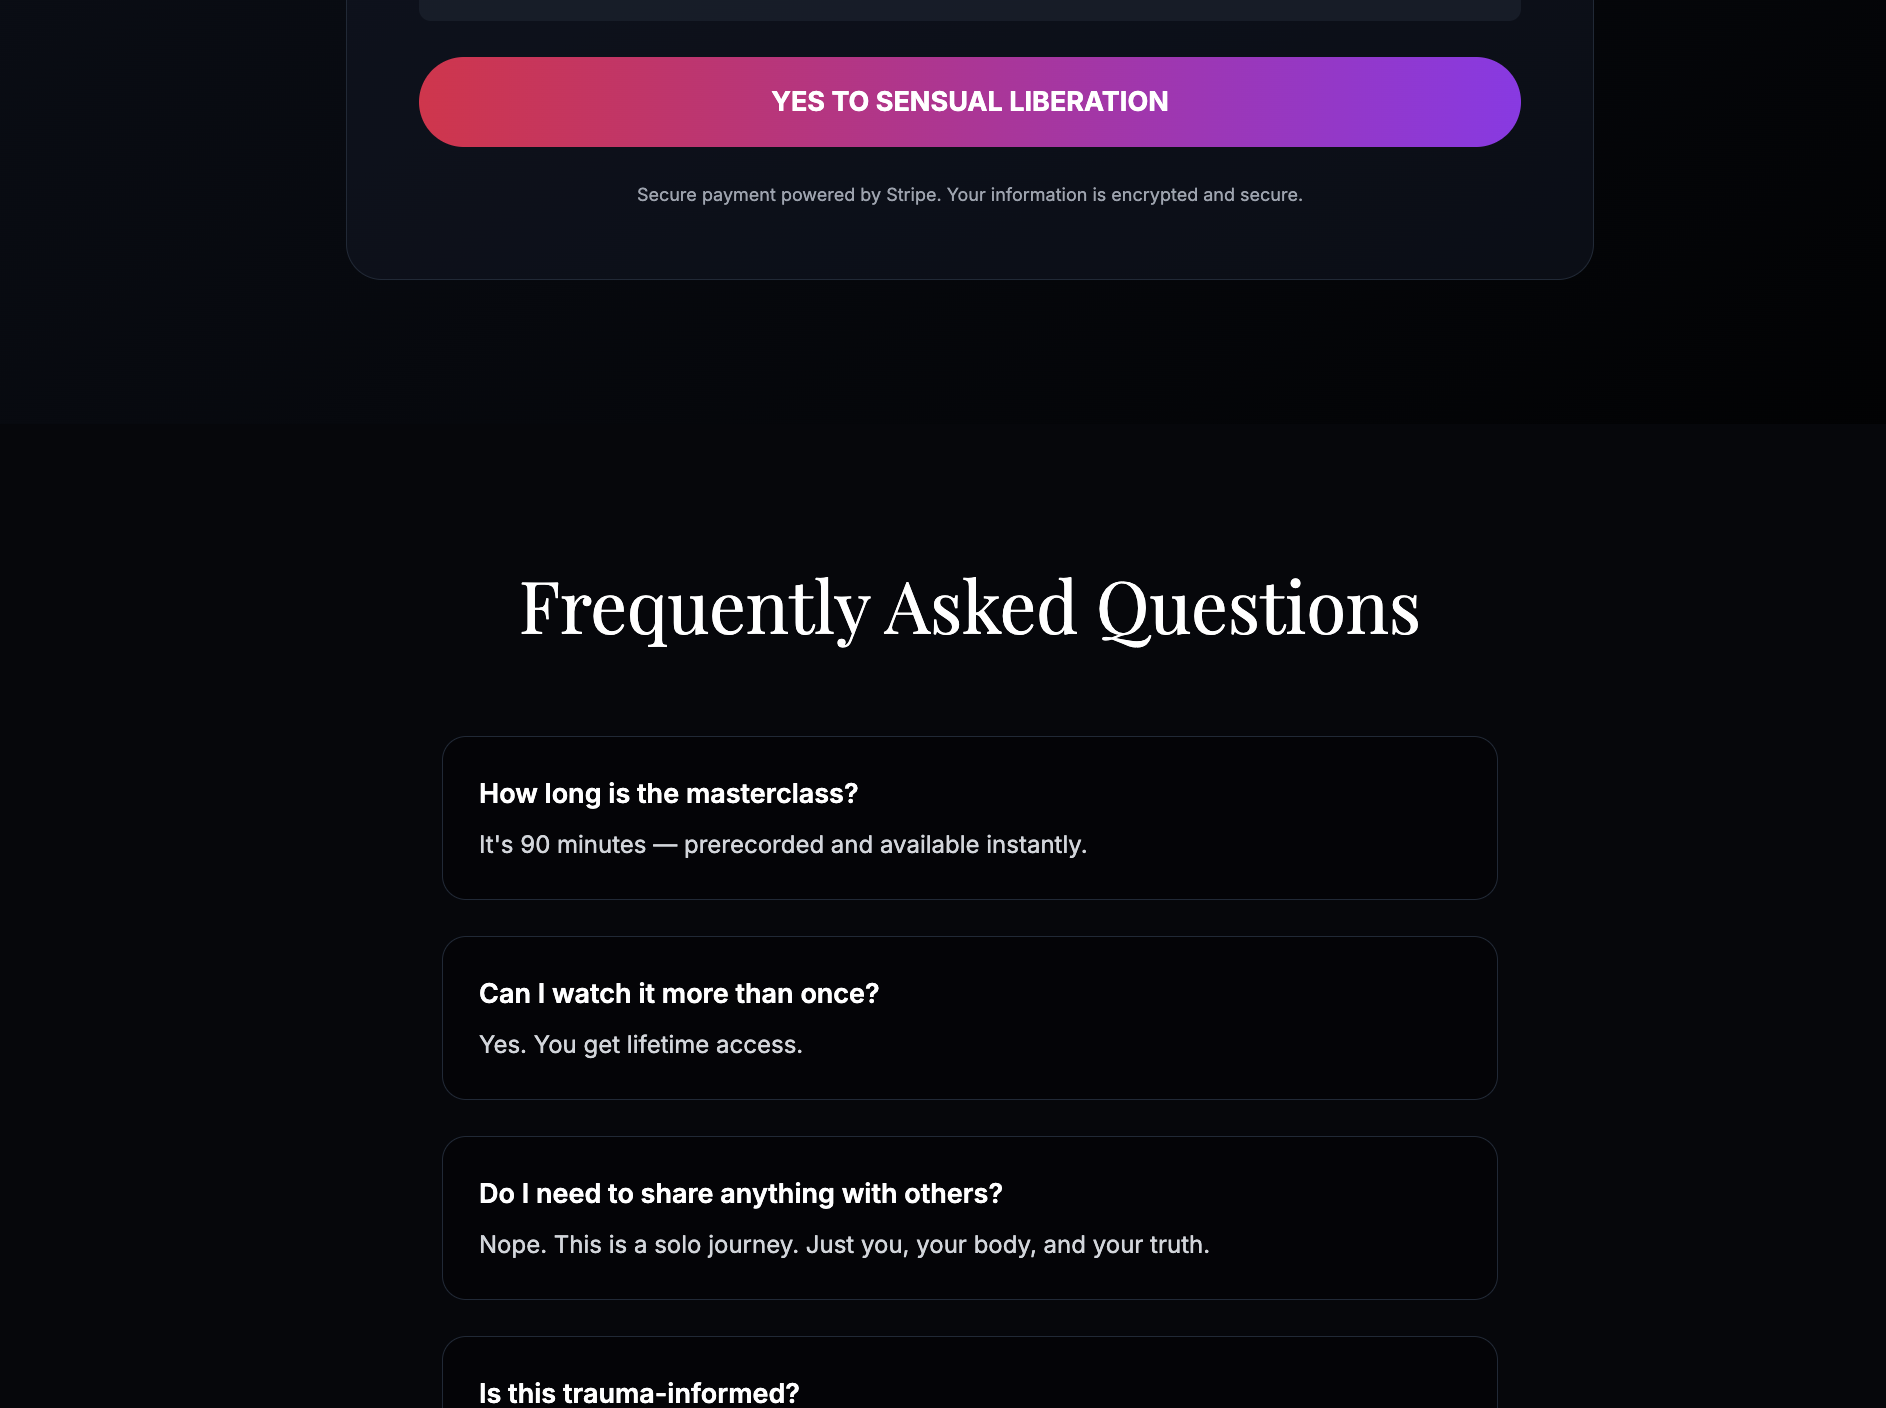 YES TO SENSUAL LIBERATION
Secure payment powered by Stripe. Your information is encrypted and secure.
Frequently Asked Questions
How long is the masterclass?
It's 90 minutes — prerecorded and available instantly.
Can I watch it more than once?
Yes. You get lifetime access.
Do I need to share anything with others?
Nope. This is a solo journey. Just you, your body, and your truth.
Is this trauma-informed?